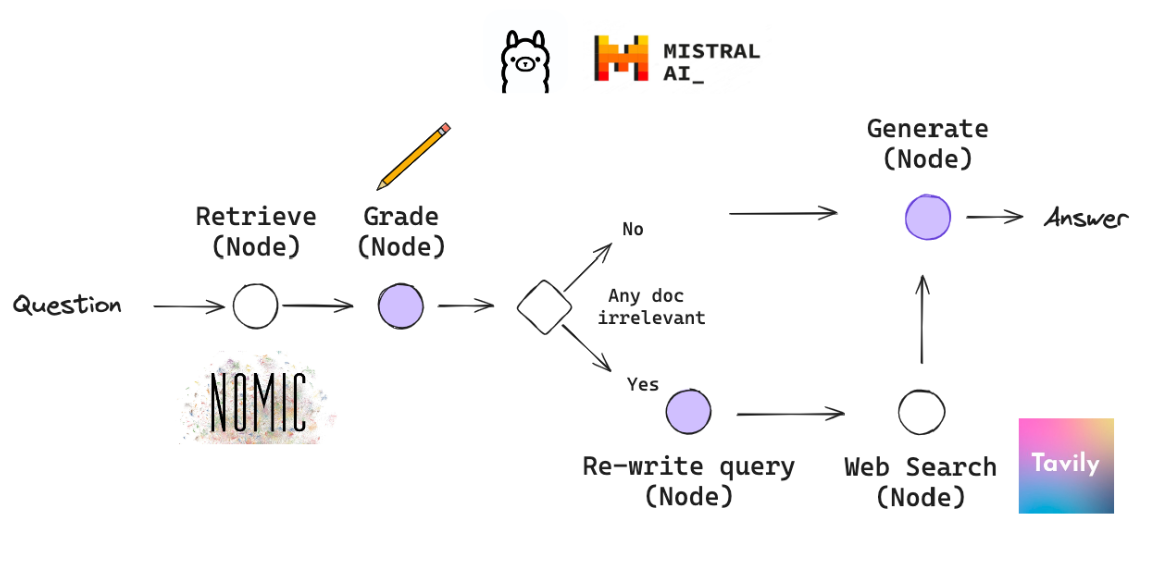 MISTRAL
AI_
Generate
(Node)
Retrieve
(Node)
Grade
(Node)
No
Answer
Question
Any doc
irrelevant
Yes
NOMIC
Re-write query
(Node)
Web Search
(Node)
Tavily